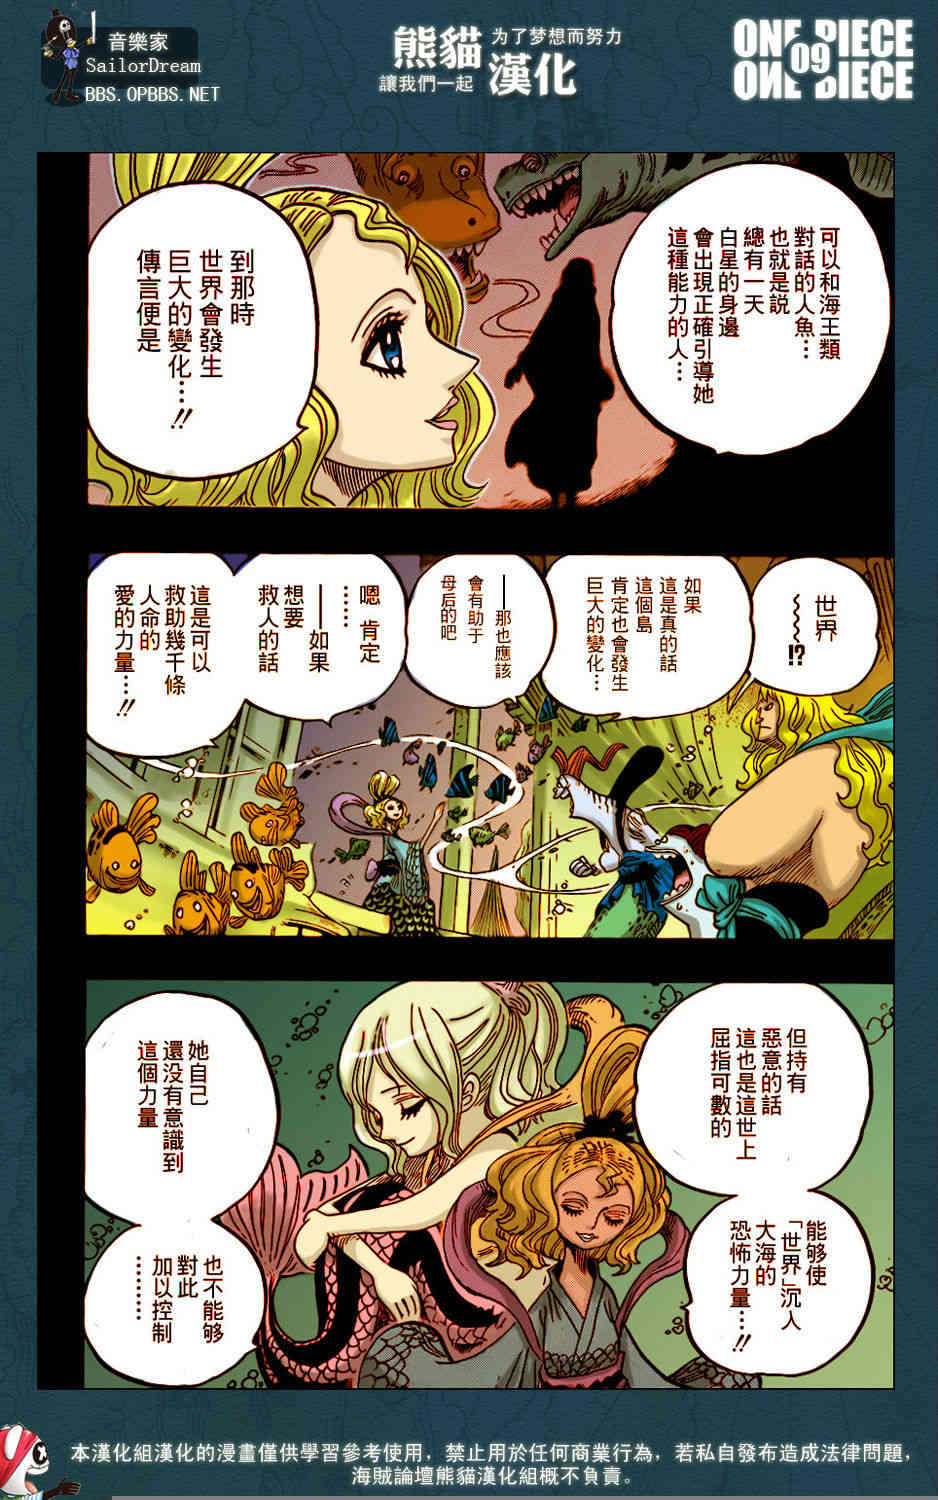 音樂家
SailorDream
BBS.OPBBS.NET
熊貓
漢化
为了梦想而努力
讓我們一起
ONE PIECE
09
ONE PIECE
可以和海王類
對話的人魚…
也就是說
總有一天
白星的身邊
會出現正確引導她
這種能力的人…
到那時
世界會發生
巨大的變化…!!
傳言便是
世界
~~~!?
如果
這是真的話
這個島
肯定也會發生
巨大的變化…
——那也應該
會有助于
母后的吧
嗯 肯定
……
——如果
想要
救人的話
這是可以
救助幾千條
人命的
愛的力量…!!
但持有
惡意的話
這也是這世上
屈指可數的
能够使
「世界」沉入
大海的
恐怖力量…!!
她自己
還没有意識到
這個力量
也不能够
對此
加以控制
………
本漢化組漢化的漫畫僅供學習參考使用，禁止用於任何商業行為，若私自發布造成法律問題，
海賊論壇熊貓漢化組概不負責。